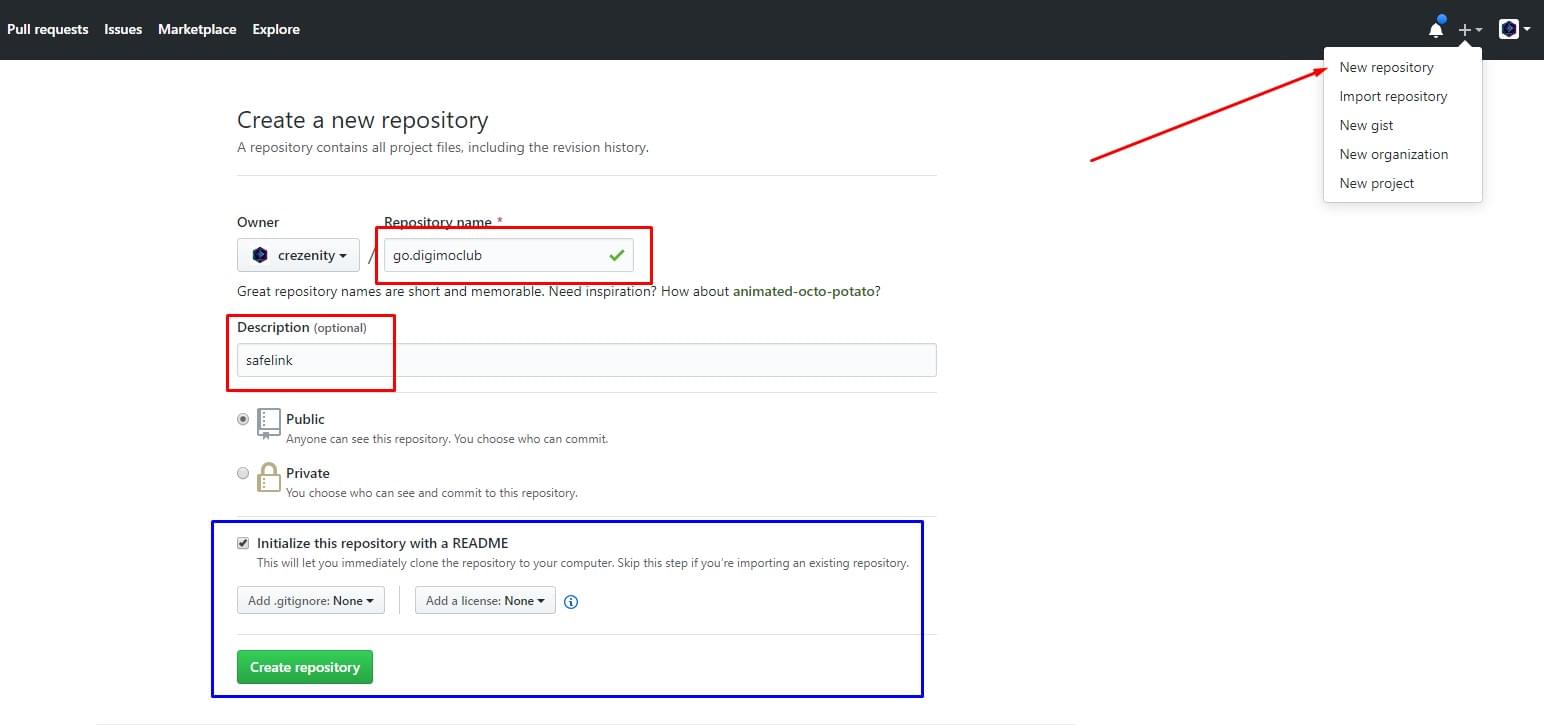 Pull requests Issues Marketplace Explore
New repository
Import repository
New gist
New organization
New project
Create a new repository
A repository contains all project files, including the revision history.
Owner Repository name *
crezenity / go.digimoclub
Great repository names are short and memorable. Need inspiration? How about animated-octo-potato?
Description (optional)
safelink
Public
Anyone can see this repository. You choose who can commit.
Private
You choose who can see and commit to this repository.
Initialize this repository with a README
This will let you immediately clone the repository to your computer. Skip this step if you're importing an existing repository.
Add .gitignore: None Add a license: None
Create repository